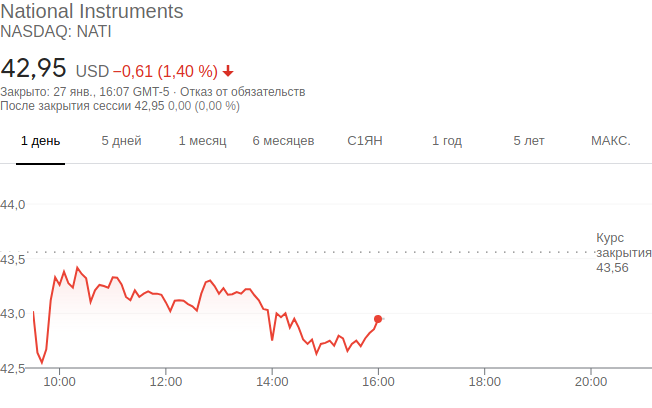 National Instruments
NASDAQ: NATI
42,95 USD −0,61 (1,40 %)
Закрыто: 27 янв., 16:07 GMT-5 · Отказ от обязательств
После закрытия сессии 42,95 0,00 (0,00 %)
1 день 5 дней 1 месяц 6 месяцев С1ЯН 1 год 5 лет МАКС.
44,0
Курс
закрытия
43,56
43,5
43,0
42,5
10:00 12:00 14:00 16:00 18:00 20:00